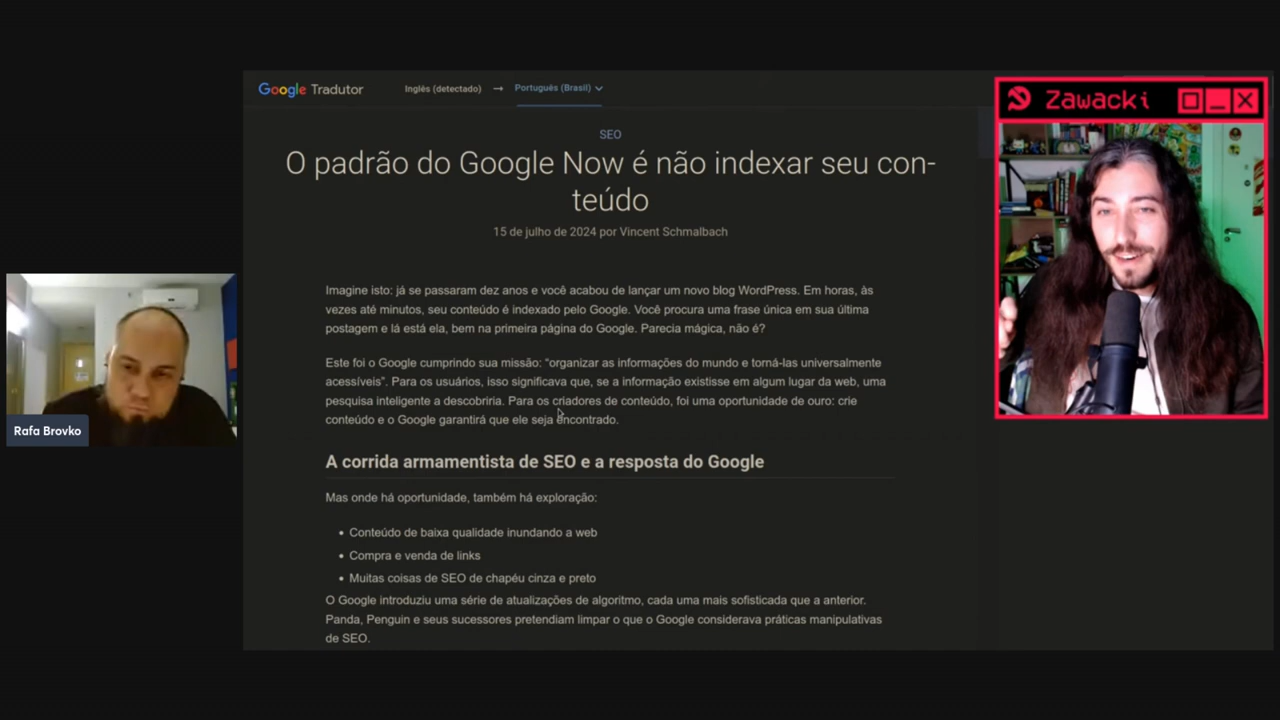 Google Tradutor
Inglês (detectado) → Português (Brasil)
Zawacki
SEO
O padrão do Google Now é não indexar seu con-
teúdo
15 de julho de 2024 por Vincent Schmalbach
Imagine isto: já se passaram dez anos e você acabou de lançar um novo blog WordPress. Em horas, às
vezes até minutos, seu conteúdo é indexado pelo Google. Você procura uma frase única em sua última
postagem e lá está ela, bem na primeira página do Google. Parecia mágica, não é?
Este foi o Google cumprindo sua missão: “organizar as informações do mundo e torná-las universalmente
acessíveis”. Para os usuários, isso significava que, se a informação existisse em algum lugar da web, uma
pesquisa inteligente a descobriria. Para os criadores de conteúdo, foi uma oportunidade de ouro: crie
conteúdo e o Google garantirá que ele seja encontrado.
Rafa Brovko
A corrida armamentista de SEO e a resposta do Google
Mas onde há oportunidade, também há exploração:
• Conteúdo de baixa qualidade inundando a web
• Compra e venda de links
• Muitas coisas de SEO de chapéu cinza e preto
O Google introduziu uma série de atualizações de algoritmo, cada uma mais sofisticada que a anterior.
Panda, Penguin e seus sucessores pretendiam limpar o que o Google considerava práticas manipulativas
de SEO.